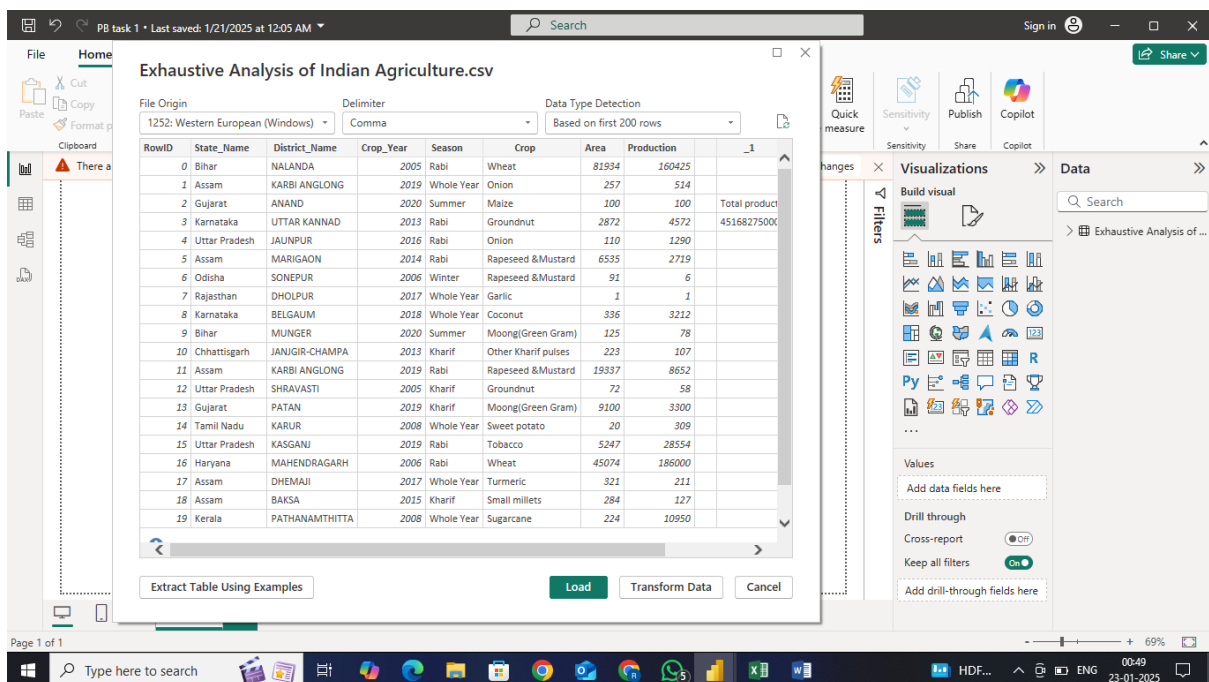 PB task 1 • Last saved: 1/21/2025 at 12:05 AM
Search
Sign in
File
Home
Share
Paste
Cut
Copy
Format p
Clipboard
Quick
measure
Sensitivity
Publish
Copilot
Sensitivity
Share
Copilot
There a
hanges
Exhaustive Analysis of Indian Agriculture.csv
File Origin Delimiter Data Type Detection
1252: Western European (Windows) Comma Based on first 200 rows
RowID State_Name District_Name Crop_Year Season Crop Area Production _1
0 Bihar NALANDA 2005 Rabi Wheat 81934 160425
1 Assam KARBI ANGLONG 2019 Whole Year Onion 257 514
2 Gujarat ANAND 2020 Summer Maize 100 100 Total product
3 Karnataka UTTAR KANNAD 2013 Rabi Groundnut 2872 4572 45168275000
4 Uttar Pradesh JAUNPUR 2016 Rabi Onion 110 1290
5 Assam MARIGAON 2014 Rabi Rapeseed &Mustard 6535 2719
6 Odisha SONEPUR 2006 Winter Rapeseed &Mustard 91 6
7 Rajasthan DHOLPUR 2017 Whole Year Garlic 1 1
8 Karnataka BELGAUM 2018 Whole Year Coconut 336 3212
9 Bihar MUNGER 2020 Summer Moong(Green Gram) 125 78
10 Chhattisgarh JANJGIR-CHAMPA 2013 Kharif Other Kharif pulses 223 107
11 Assam KARBI ANGLONG 2019 Rabi Rapeseed &Mustard 19337 8652
12 Uttar Pradesh SHRAVASTI 2005 Kharif Groundnut 72 58
13 Gujarat PATAN 2019 Kharif Moong(Green Gram) 9100 3300
14 Tamil Nadu KARUR 2008 Whole Year Sweet potato 20 309
15 Uttar Pradesh KASGANJ 2019 Rabi Tobacco 5247 28554
16 Haryana MAHENDRAGARH 2006 Rabi Wheat 45074 186000
17 Assam DHEMAJI 2017 Whole Year Turmeric 321 211
18 Assam BAKSA 2015 Kharif Small millets 284 127
19 Kerala PATHANAMTHITTA 2008 Whole Year Sugarcane 224 10950
Extract Table Using Examples Load Transform Data Cancel
Filters
Visualizations
Build visual
123
R
Py
123
...
Values
Add data fields here
Drill through
Cross-report Off
Keep all filters On
Add drill-through fields here
Data
Search
Exhaustive Analysis of ...
DAX
Page 1 of 1
69%
Type here to search
5
HDF...
ENG
00:49
23-01-2025